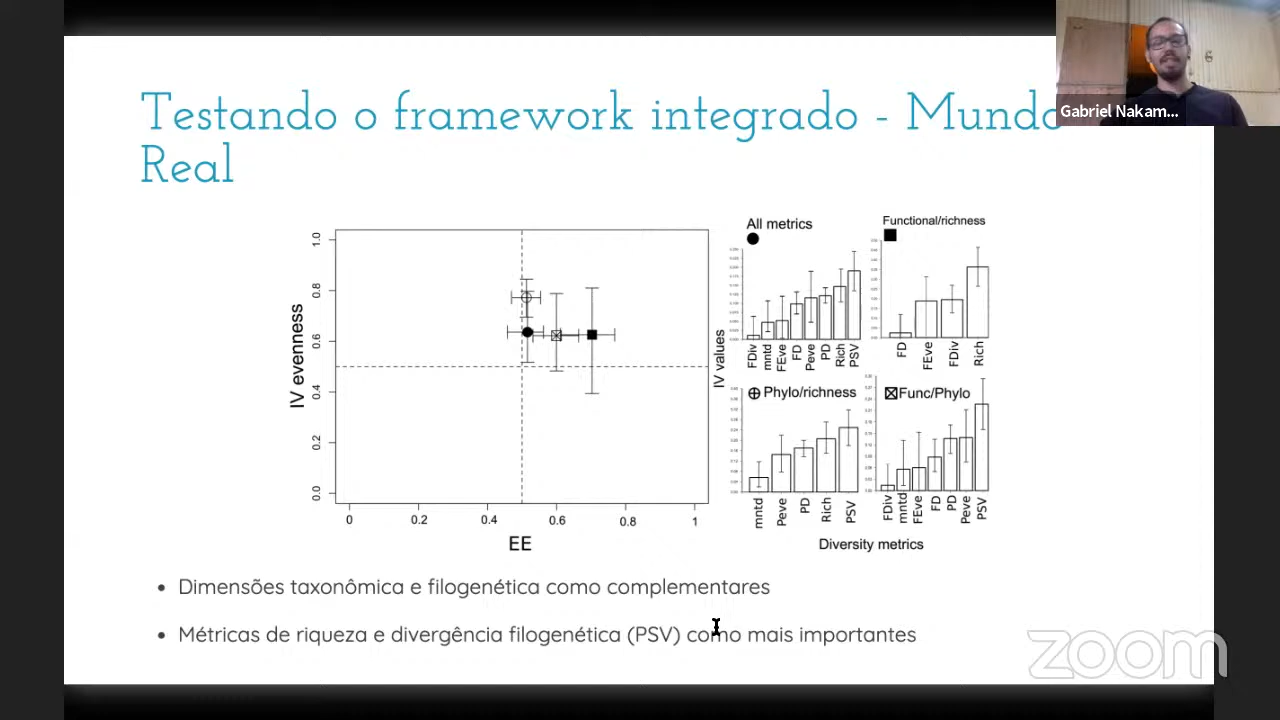 Testando o framework integrado - Mundo
Real
Gabriel Nakam...
IV evenness
1.0
0.8
0.6
0.4
0.2
0.0
0
0.2
0.4
0.6
0.8
1
EE
IV values
All metrics
FDiv
mntd
FEve
FD
Peve
PD
Rich
PSV
Functional/richness
FD
FEve
FDiv
Rich
Phylo/richness
mntd
Peve
PD
Rich
PSV
Func/Phylo
FDiv
mntd
FEve
FD
PD
Peve
PSV
Diversity metrics
• Dimensões taxonômica e filogenética como complementares
• Métricas de riqueza e divergência filogenética (PSV) como mais importantes
zoom